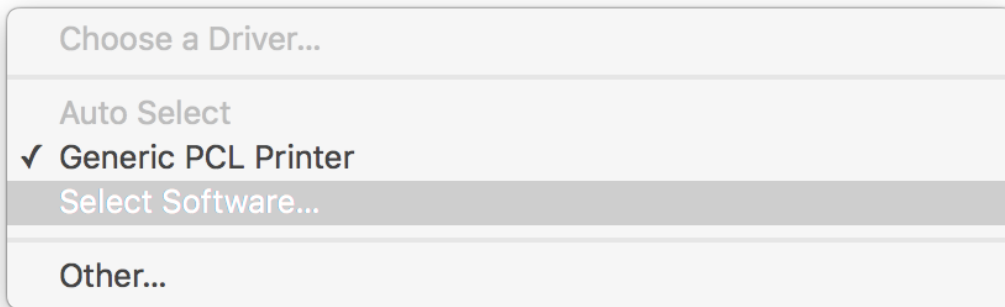 Choose a Driver...
Auto Select
✓ Generic PCL Printer
Select Software...
Other...